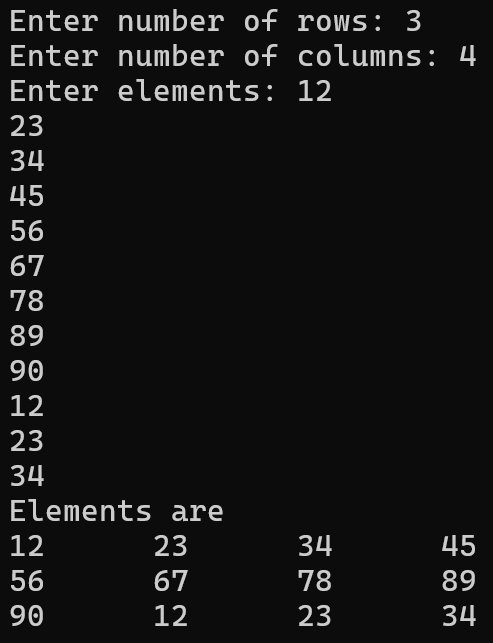 Enter number of rows: 3
Enter number of columns: 4
Enter elements: 12
23
34
45
56
67
78
89
90
12
23
34
Elements are
12      23      34      45
56      67      78      89
90      12      23      34